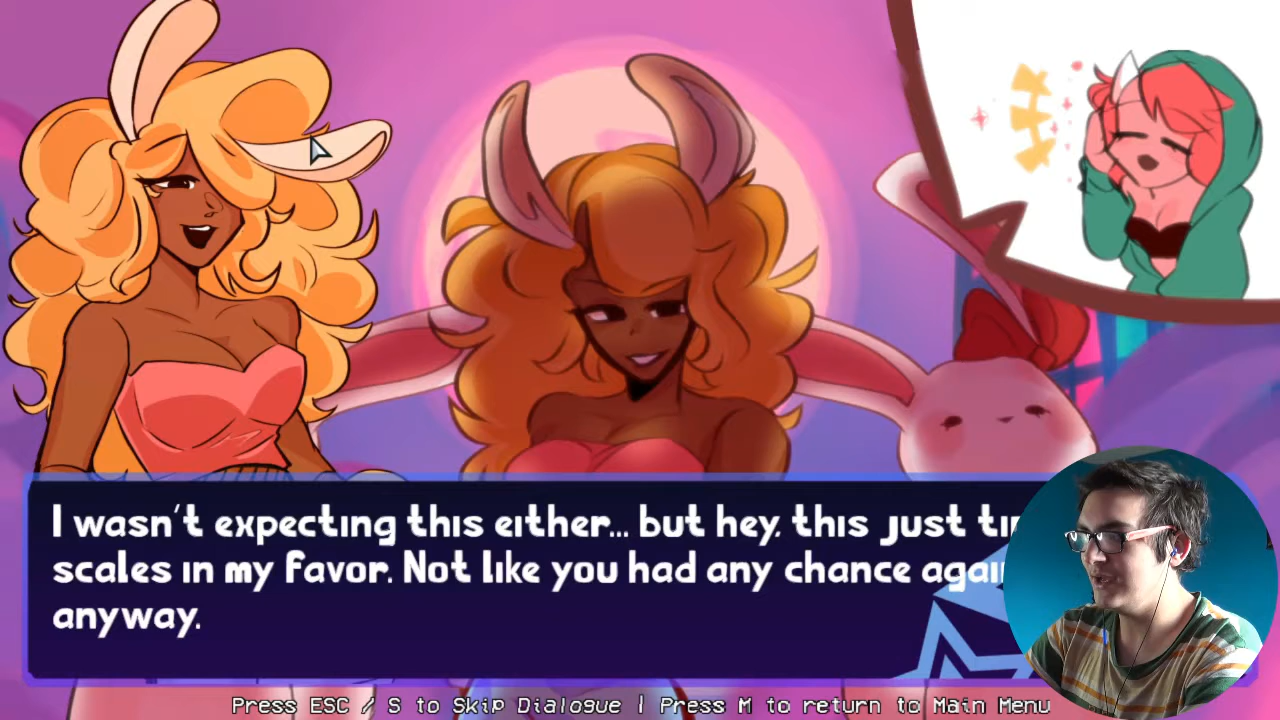 I wasn't expecting this either... but hey, this just
scales in my favor. Not like you had any chance
anyway.
Press ESC / S to Skip Dialogue | Press M to return to Main Menu